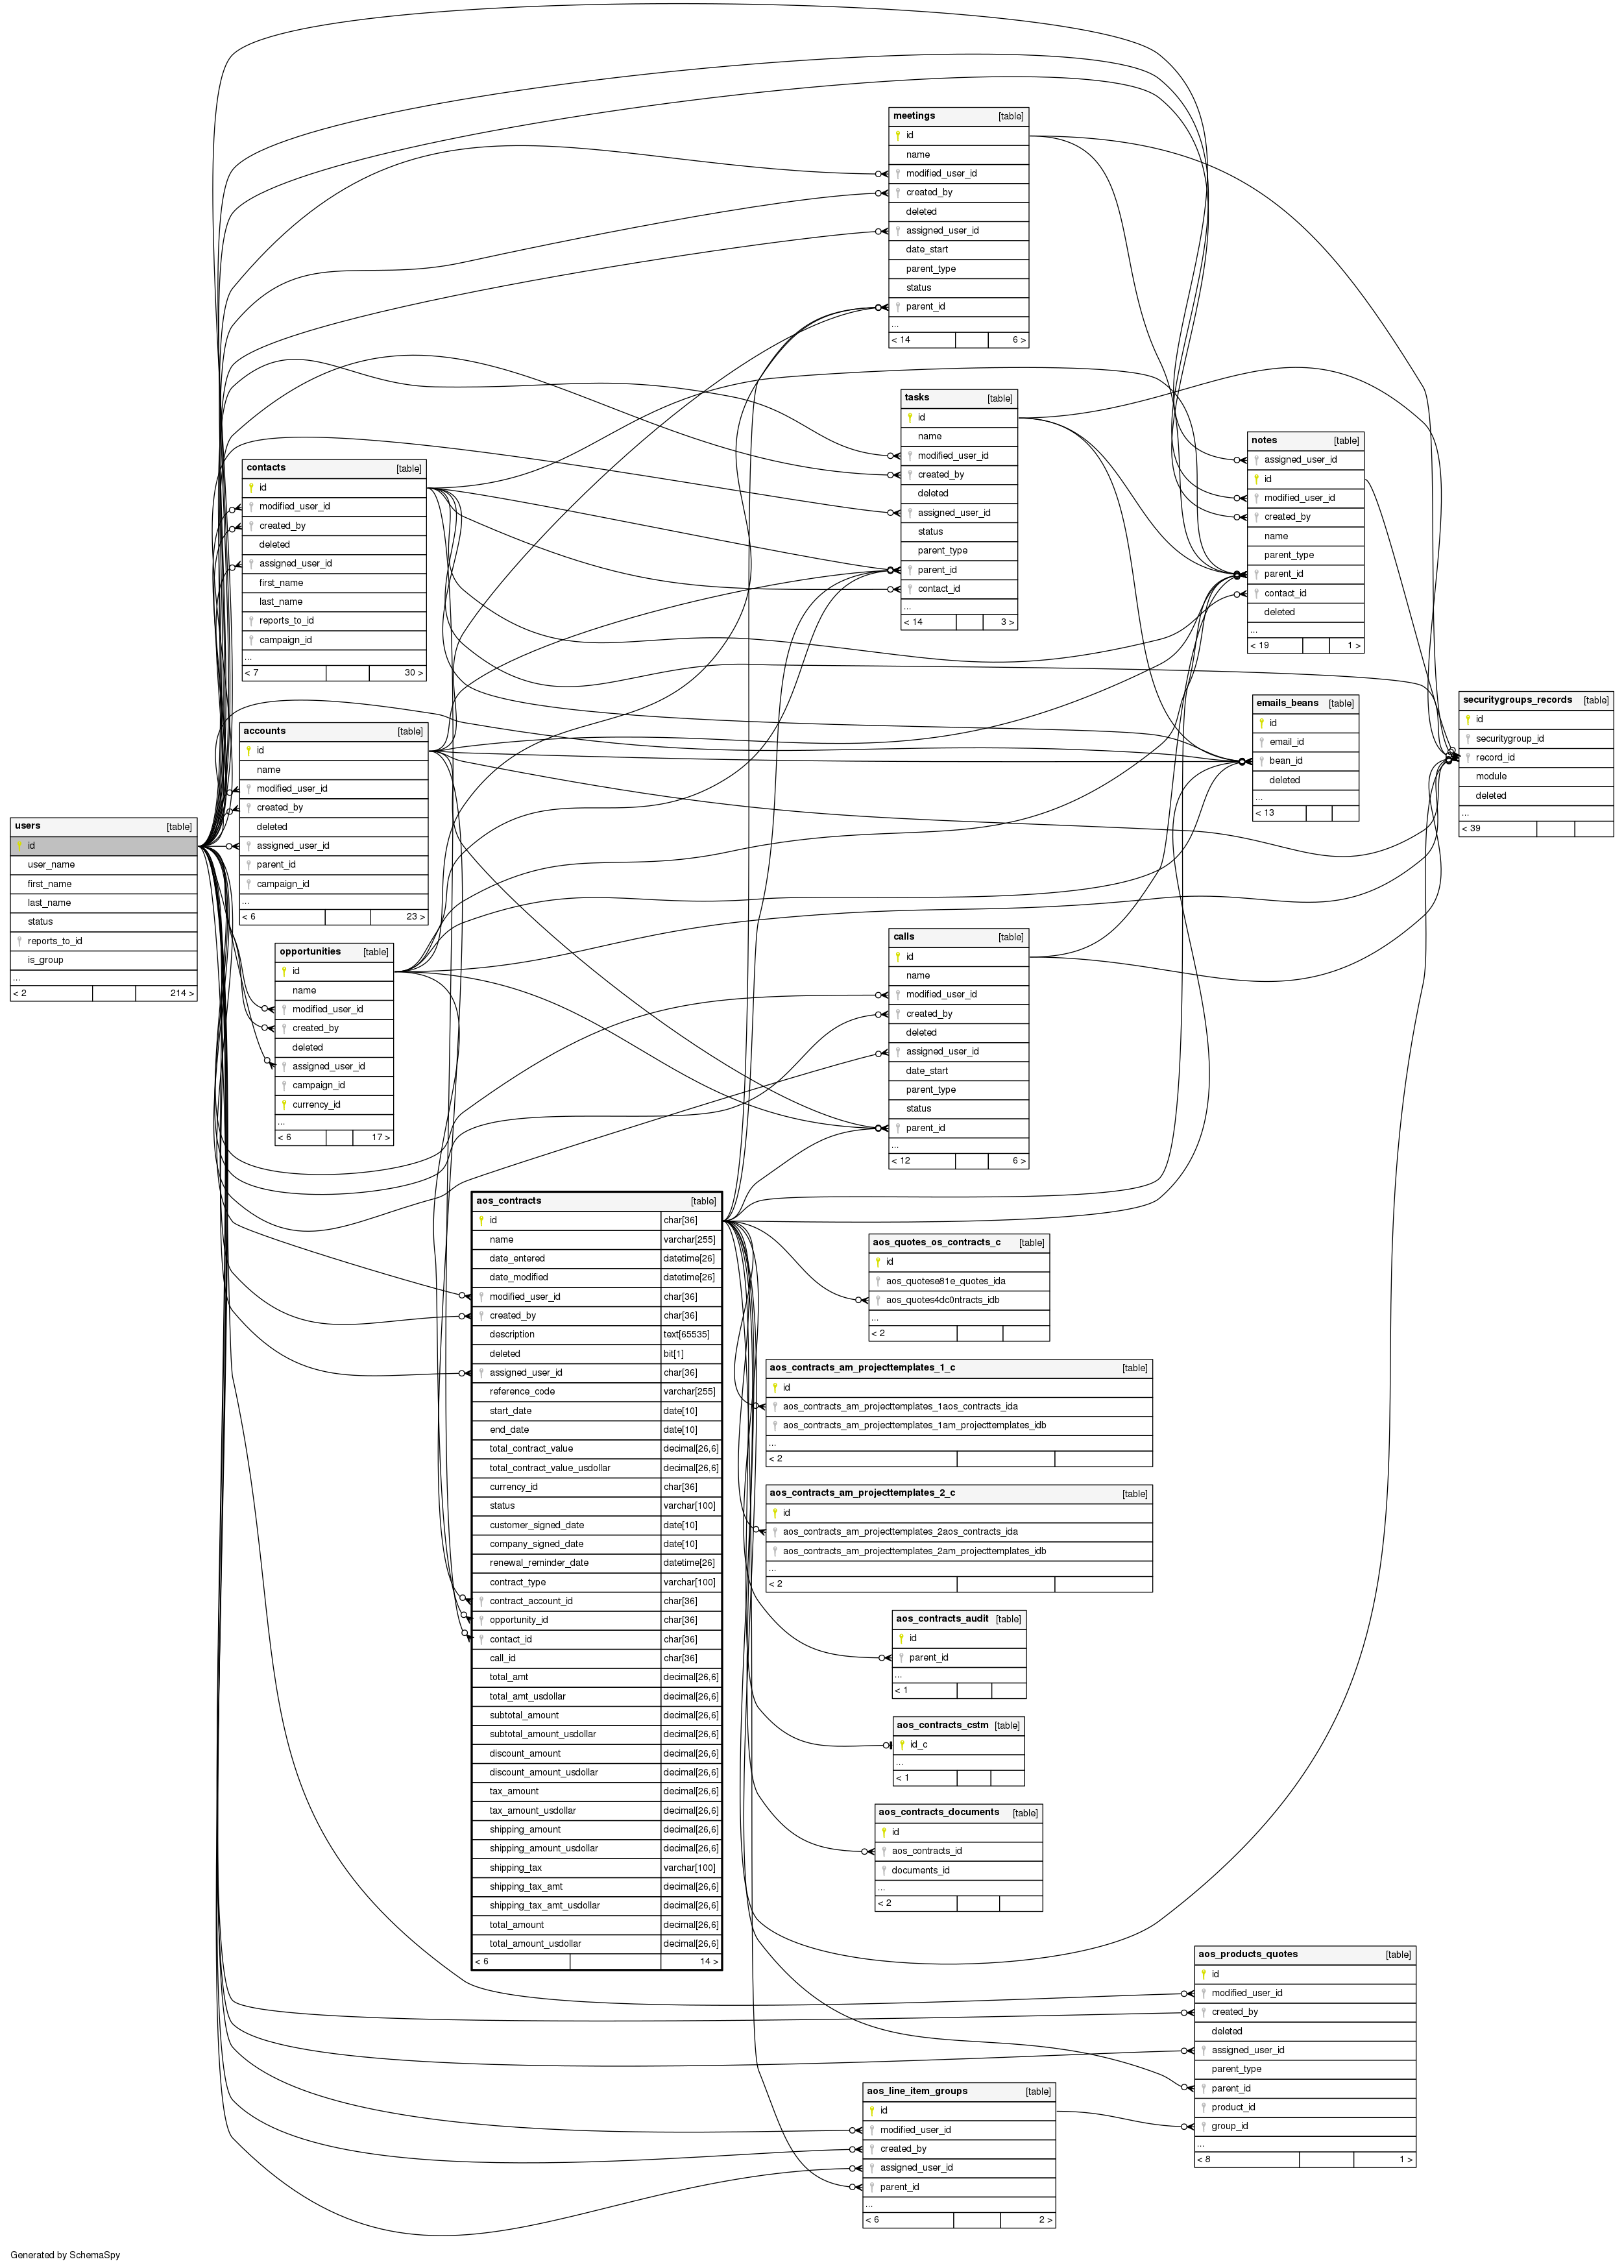 meetings [table]
id
name
modified_user_id
created_by
deleted
assigned_user_id
date_start
parent_type
status
parent_id
...
< 14 6 >
tasks [table]
id
name
modified_user_id
created_by
deleted
assigned_user_id
status
parent_type
parent_id
contact_id
...
< 14 3 >
notes [table]
assigned_user_id
id
modified_user_id
created_by
name
parent_type
parent_id
contact_id
deleted
...
< 19 1 >
contacts [table]
id
modified_user_id
created_by
deleted
assigned_user_id
first_name
last_name
reports_to_id
campaign_id
...
< 7 30 >
emails_beans [table]
id
email_id
bean_id
deleted
...
< 13
securitygroups_records [table]
id
securitygroup_id
record_id
module
deleted
...
< 39
accounts [table]
id
name
modified_user_id
created_by
deleted
assigned_user_id
parent_id
campaign_id
...
< 6 23 >
users [table]
id
user_name
first_name
last_name
status
reports_to_id
is_group
...
< 2 214 >
opportunities [table]
id
name
modified_user_id
created_by
deleted
assigned_user_id
campaign_id
currency_id
...
< 6 17 >
calls [table]
id
name
modified_user_id
created_by
deleted
assigned_user_id
date_start
parent_type
status
parent_id
...
< 12 6 >
aos_contracts [table]
id char[36]
name varchar[255]
date_entered datetime[26]
date_modified datetime[26]
modified_user_id char[36]
created_by char[36]
description text[65535]
deleted bit[1]
assigned_user_id char[36]
reference_code varchar[255]
start_date date[10]
end_date date[10]
total_contract_value decimal[26,6]
total_contract_value_usdollar decimal[26,6]
currency_id char[36]
status varchar[100]
customer_signed_date date[10]
company_signed_date date[10]
renewal_reminder_date datetime[26]
contract_type varchar[100]
contract_account_id char[36]
opportunity_id char[36]
contact_id char[36]
call_id char[36]
total_amt decimal[26,6]
total_amt_usdollar decimal[26,6]
subtotal_amount decimal[26,6]
subtotal_amount_usdollar decimal[26,6]
discount_amount decimal[26,6]
discount_amount_usdollar decimal[26,6]
tax_amount decimal[26,6]
tax_amount_usdollar decimal[26,6]
shipping_amount decimal[26,6]
shipping_amount_usdollar decimal[26,6]
shipping_tax varchar[100]
shipping_tax_amt decimal[26,6]
shipping_tax_amt_usdollar decimal[26,6]
total_amount decimal[26,6]
total_amount_usdollar decimal[26,6]
< 6 14 >
aos_quotes_os_contracts_c [table]
id
aos_quotese81e_quotes_ida
aos_quotes4dc0ntracts_idb
...
< 2
aos_contracts_am_projecttemplates_1_c [table]
id
aos_contracts_am_projecttemplates_1aos_contracts_ida
aos_contracts_am_projecttemplates_1am_projecttemplates_idb
...
< 2
aos_contracts_am_projecttemplates_2_c [table]
id
aos_contracts_am_projecttemplates_2aos_contracts_ida
aos_contracts_am_projecttemplates_2am_projecttemplates_idb
...
< 2
aos_contracts_audit [table]
id
parent_id
...
< 1
aos_contracts_cstm [table]
id_c
...
< 1
aos_contracts_documents [table]
id
aos_contracts_id
documents_id
...
< 2
aos_products_quotes [table]
id
modified_user_id
created_by
deleted
assigned_user_id
parent_type
parent_id
product_id
group_id
...
< 8 1 >
aos_line_item_groups [table]
id
modified_user_id
created_by
assigned_user_id
parent_id
...
< 6 2 >
Generated by SchemaSpy